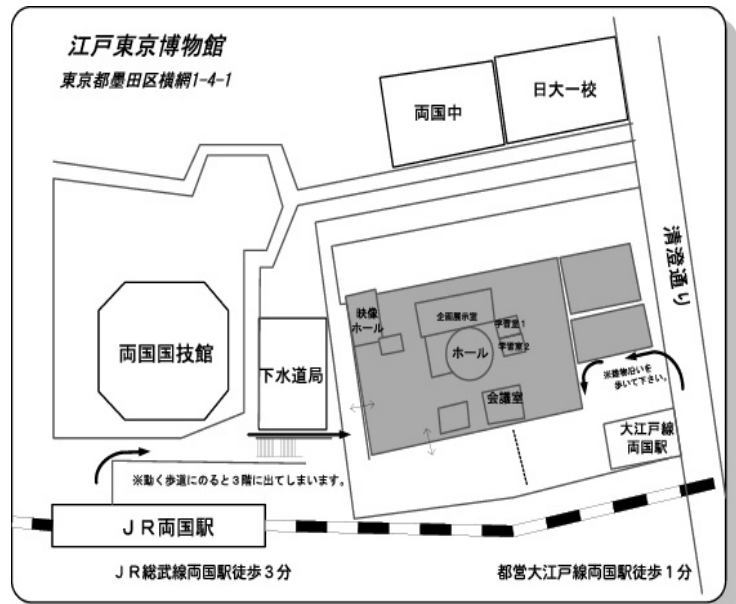 江戸東京博物館
東京都墨田区横網1-4-1
両国中
日大一校
清澄通り
映像
ホール
企画展示室
学習室1
学習室2
ホール
両国国技館
下水道局
会議室
※建物沿いを
歩いて下さい。
大江戸線
両国駅
※動く歩道にのると3階に出てしまいます。
JR両国駅
JR総武線両国駅徒歩3分
都営大江戸線両国駅徒歩1分